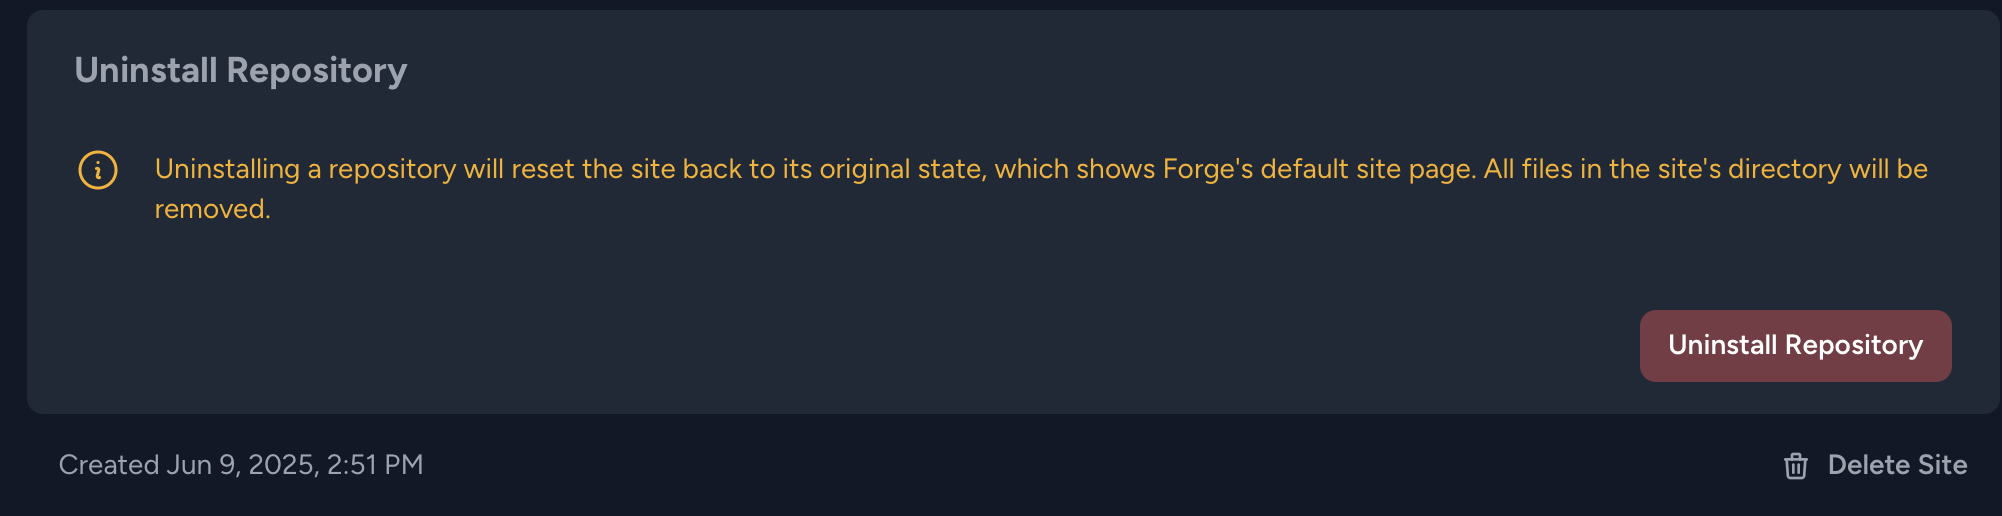 Uninstall Repository
Uninstalling a repository will reset the site back to its original state, which shows Forge's default site page. All files in the site's directory will be
removed.
Uninstall Repository
Created Jun 9, 2025, 2:51 PM
Delete Site